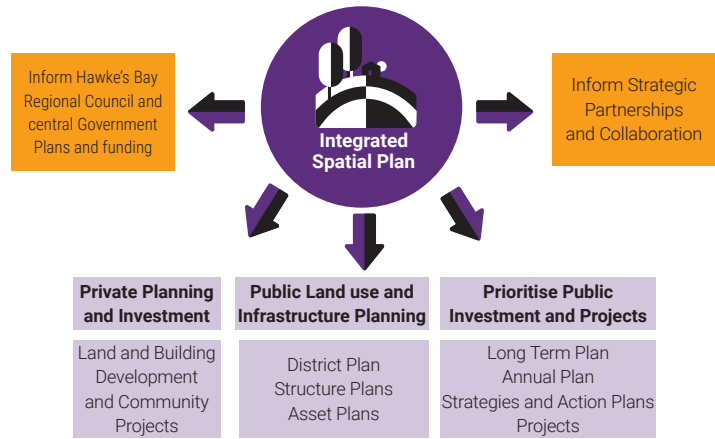 Inform Hawke's Bay
Regional Council and
central Government
Plans and funding
Integrated
Spatial Plan
Inform Strategic
Partnerships
and Collaboration
Private Planning
and Investment
Land and Building
Development
and Community
Projects
Public Land use and
Infrastructure Planning
District Plan
Structure Plans
Asset Plans
Prioritise Public
Investment and Projects
Long Term Plan
Annual Plan
Strategies and Action Plans
Projects